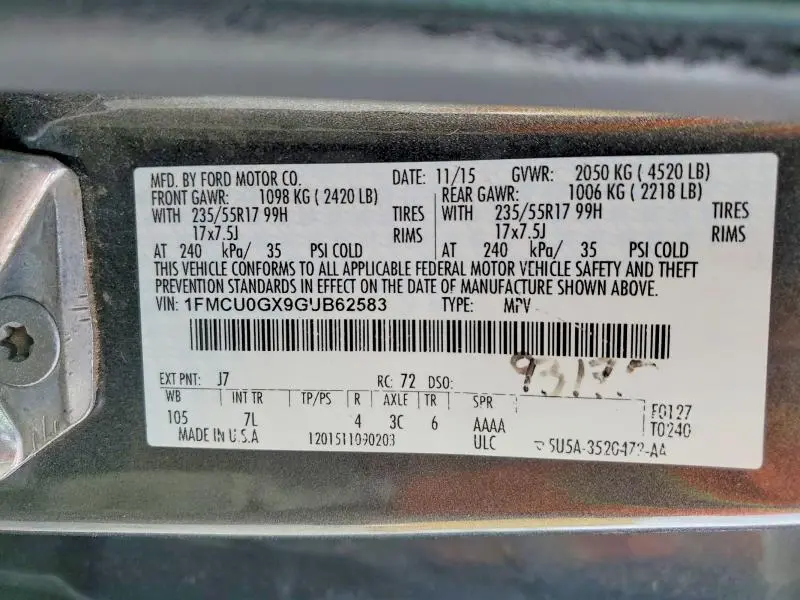 MFD. BY FORD MOTOR CO. DATE: 11/15 GVWR: 2050 KG (4520 LB)
FRONT GAWR: 1098 KG (2420 LB) REAR GAWR: 1006 KG (2218 LB)
WITH 235/55R17 99H TIRES WITH 235/55R17 99H TIRES
17x7.5J RIMS 17x7.5J RIMS
AT 240 kPa/ 35 PSI COLD AT 240 kPa/ 35 PSI COLD
THIS VEHICLE CONFORMS TO ALL APPLICABLE FEDERAL MOTOR VEHICLE SAFETY AND THEFT
PREVENTION STANDARDS IN EFFECT ON THE DATE OF MANUFACTURE SHOWN ABOVE.
VIN: 1FMCU0GX9GUB62583 TYPE: MPV
EXT PNT: J7 RC: 72 DSO:
WB INT TR TP/PS R AXLE TR SPR
105 7L 4 3C 6 AAAA
ULC
F0127
T0240
MADE IN U.S.A 1201511090203